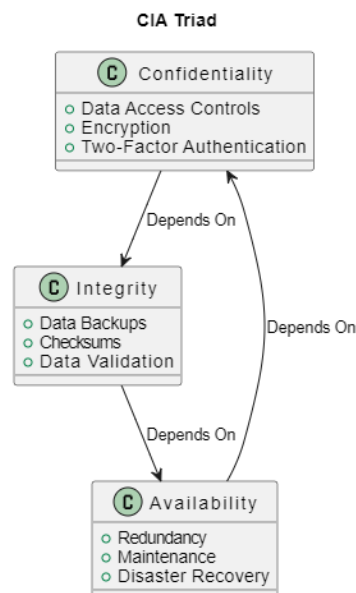 CIA Triad
C Confidentiality
Data Access Controls
Encryption
Two-Factor Authentication
Depends On
C Integrity
Data Backups
Checksums
Data Validation
Depends On
Depends On
C Availability
Redundancy
Maintenance
Disaster Recovery